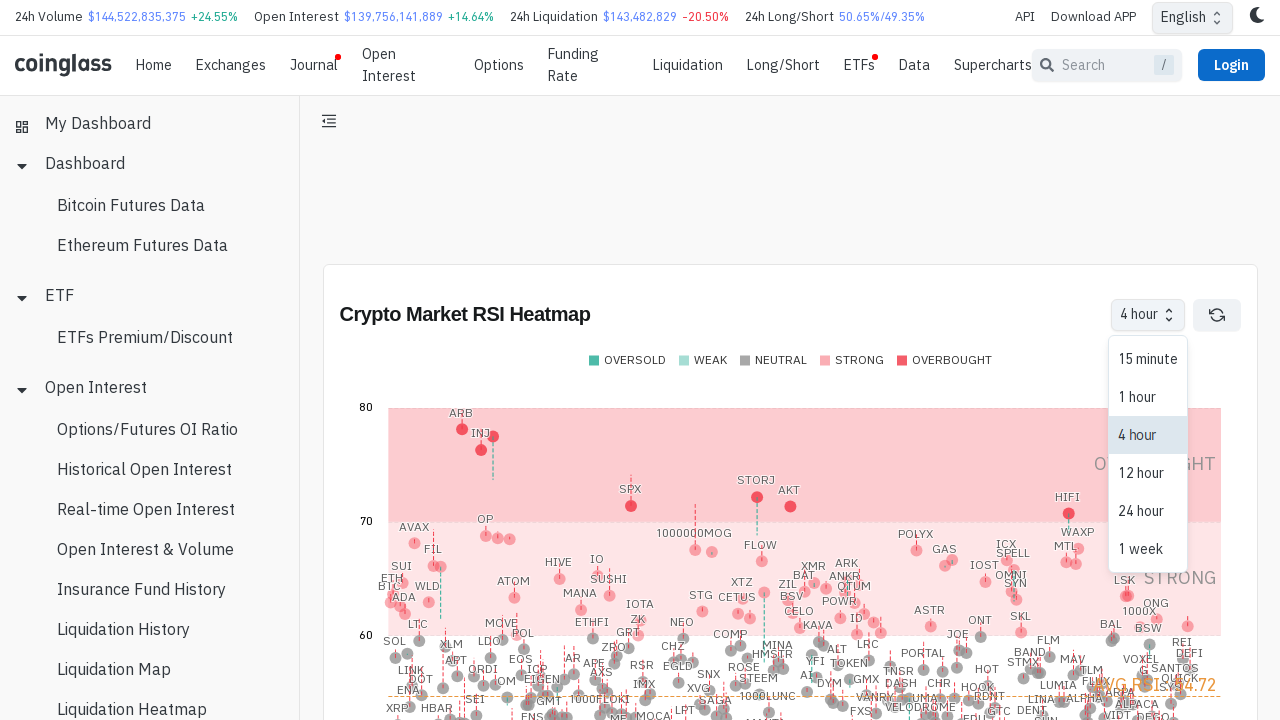 24h Volume $144,522,835,375 +24.55% Open Interest $139,756,141,889 +14.64% 24h Liquidation $143,482,829 -20.50% 24h Long/Short 50.65%/49.35% API Download APP English
coinglass Home Exchanges Journal Open Interest Options Funding Rate Liquidation Long/Short ETFs Data Supercharts Search / Login
My Dashboard
Dashboard
Bitcoin Futures Data
Ethereum Futures Data
ETF
ETFs Premium/Discount
Open Interest
Options/Futures OI Ratio
Historical Open Interest
Real-time Open Interest
Open Interest & Volume
Insurance Fund History
Liquidation History
Liquidation Map
Liquidation Heatmap
Crypto Market RSI Heatmap 4 hour
OVERSOLD WEAK NEUTRAL STRONG OVERBOUGHT
15 minute
1 hour
4 hour
12 hour
24 hour
1 week
80
ARB
INJ
SPX STORJ AKT HIFI
70
AVAX OP 1000000MOG POLYX WAXP
FIL FLOW GAS ICX MTL
SPELL
HIVE IO XMR ARK IOST
SUI ETH BTC WLD ATOM SUSHI BAT ANKR QTUM OMNI SYN LSK STRONG
ADA MANA IOTA STG XTZ CETUS ZIL BSV POWR ASTR ONG
LTC MOVE ETHFI ZK NEO CELO ID ONT SKL 1000X
KAVA BAL BSW
60
SOL XLM LDO POL ZRO GRT CHZ COMP MINA ALT LRC JOE FLM REI
APT EOS AR APE RSR EGLD HMSTR YFI TOKEN PORTAL BAND STMX MAV VOXEL DEFI
LINK DOT ORDI AXS SNX ROSE STEEM AI GMX TNSR HOT TLM SANTOS
ENA OM EIGEN IMX XVG DYM DASH CHR HOOK LUMIA QUICK
XRP HBAR SEI GMT 1000FLOKI SAGA 1000LUNC VANRY RDNT LINA ALPHA ARPA SYS
ENS ME MOCA LPT FXS VELODROME GTC DENT ALPACA
VIDT DEGO
AVG RSI: 54.72